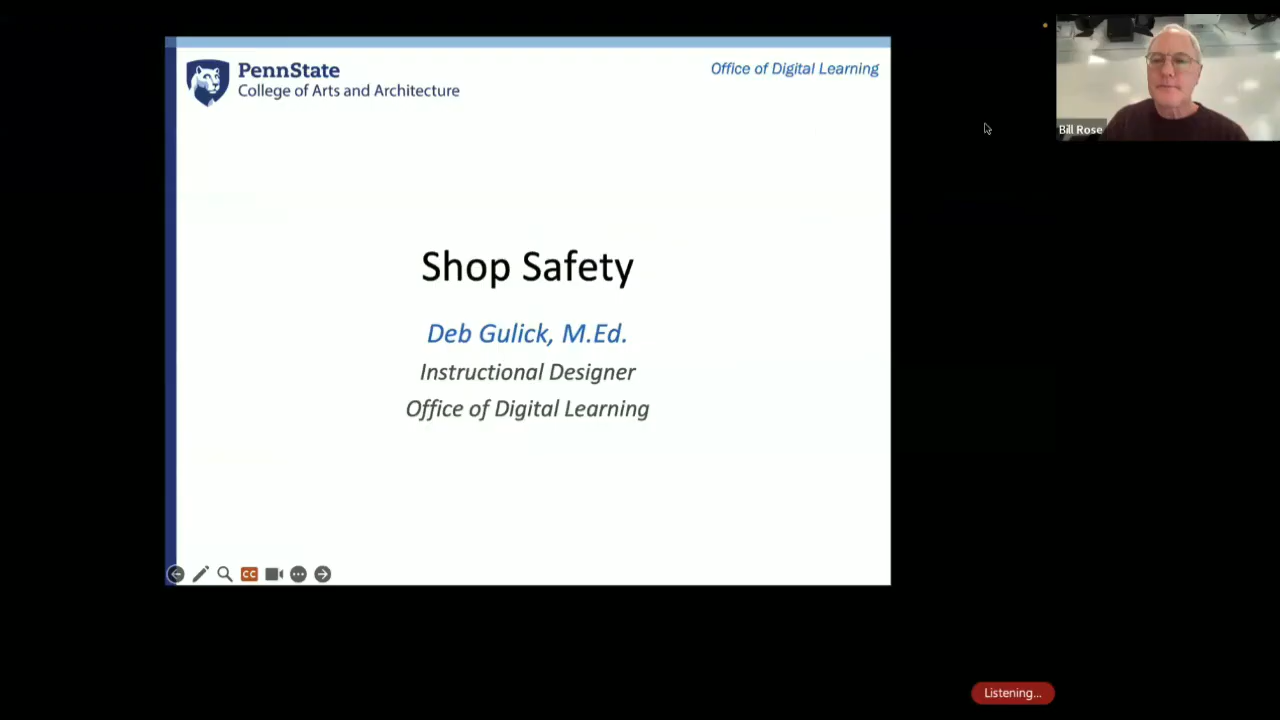 PennState
College of Arts and Architecture
Office of Digital Learning
Bill Rose
Shop Safety
Deb Gulick, M.Ed.
Instructional Designer
Office of Digital Learning
CC
Listening...